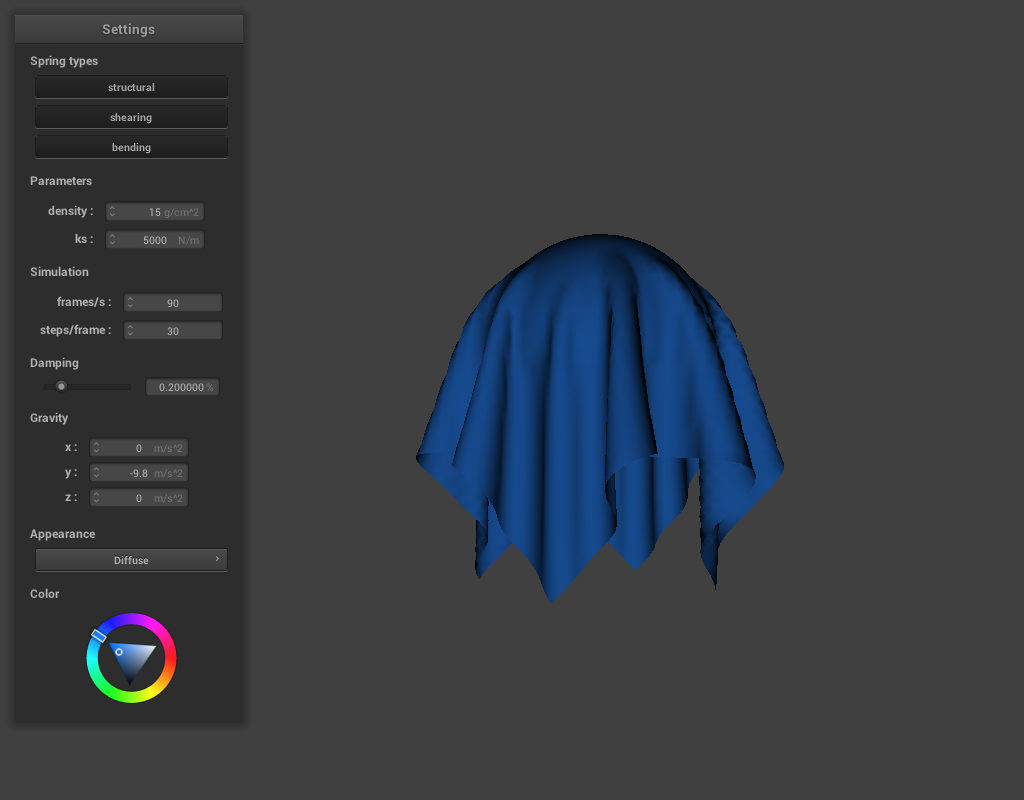 Settings
Spring types
structural
shearing
bending
Parameters
density : 15 g/cm^2
ks : 5000 N/m
Simulation
frames/s : 90
steps/frame : 30
Damping
0.200000 %
Gravity
x : 0 m/s^2
y : -9.8 m/s^2
z : 0 m/s^2
Appearance
Diffuse
Color